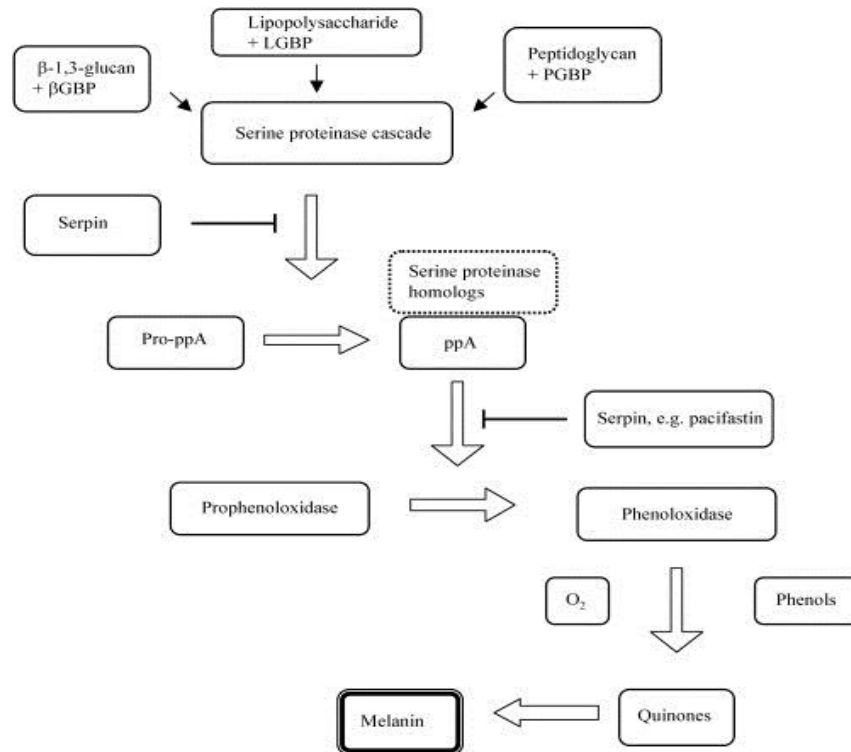 Lipopolysaccharide
+ LGBP
β-1,3-glucan
+ βGBP
Peptidoglycan
+ PGBP
Serine proteinase cascade
Serpin
Serine proteinase
homologs
Pro-ppA
ppA
Serpin, e.g. pacifastin
Prophenoloxidase
Phenoloxidase
O₂
Phenols
Melanin
Quinones